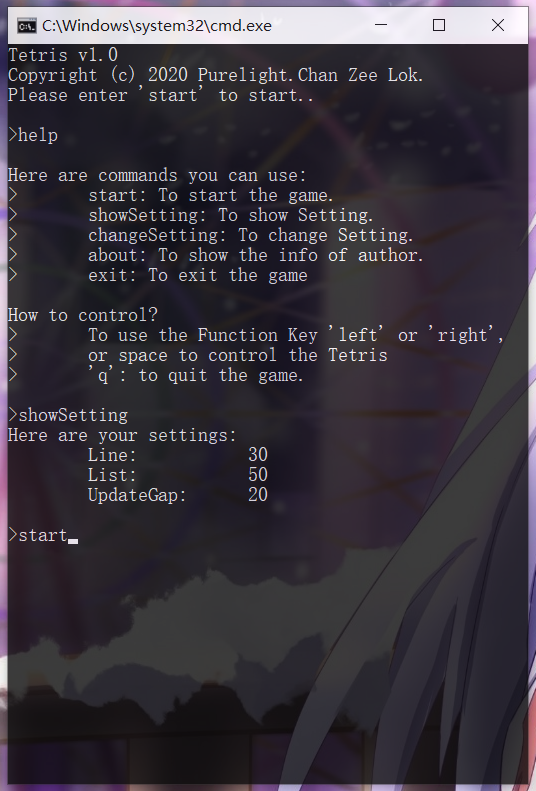 C:\Windows\system32\cmd.exe
Tetris v1.0
Copyright (c) 2020 Purelight.Chan Zee Lok.
Please enter 'start' to start..
>help
Here are commands you can use:
> start: To start the game.
> showSetting: To show Setting.
> changeSetting: To change Setting.
> about: To show the info of author.
> exit: To exit the game
How to control?
> To use the Function Key 'left' or 'right',
> or space to control the Tetris
> 'q': to quit the game.
>showSetting
Here are your settings:
Line: 30
List: 50
UpdateGap: 20
>start